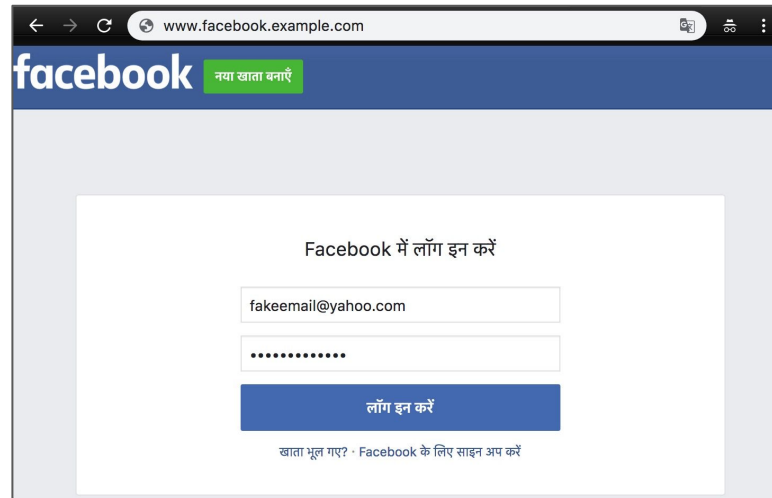 www.facebook.example.com
facebook नया खाता बनाएँ
Facebook में लॉग इन करें
fakeemail@yahoo.com
•••••••••••••
लॉग इन करें
खाता भूल गए? · Facebook के लिए साइन अप करें